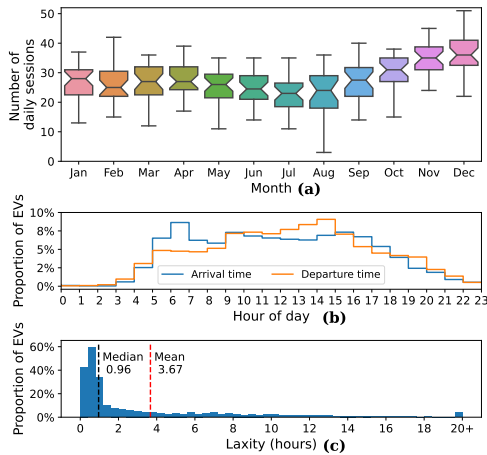 Number of
daily sessions
50
40
30
20
10
0
Jan Feb Mar Apr May Jun Jul Aug Sep Oct Nov Dec
Month (a)
Proportion of EVs
10%
8%
5%
2%
0%
Arrival time Departure time
0 1 2 3 4 5 6 7 8 9 10 11 12 13 14 15 16 17 18 19 20 21 22 23
Hour of day (b)
Proportion of EVs
60%
40%
20%
0%
Median
0.96
Mean
3.67
0 2 4 6 8 10 12 14 16 18 20+
Laxity (hours) (c)